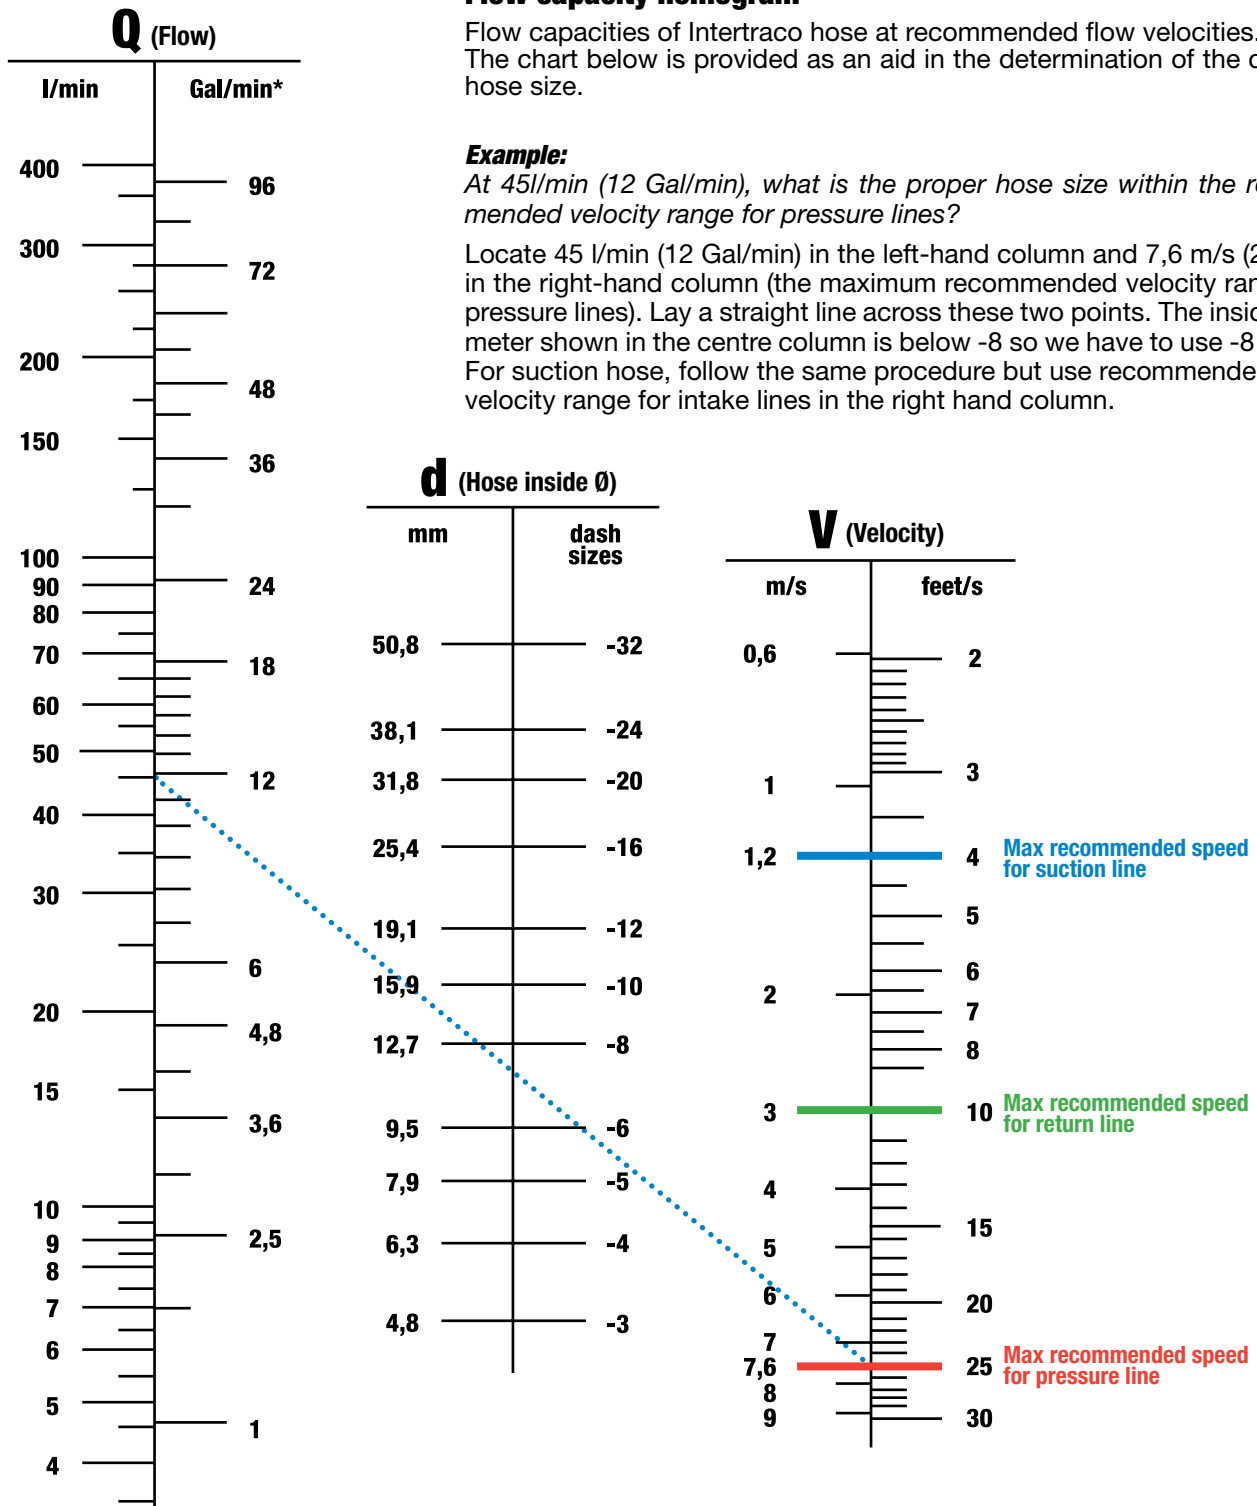 Q (Flow)
l/min Gal/min*
400
300
200
150
100
90
80
70
60
50
40
30
20
15
10
9
8
7
6
5
4
96
72
48
36
24
18
12
6
4,8
3,6
2,5
1
Flow capacities of Intertraco hose at recommended flow velocities.
The chart below is provided as an aid in the determination of the
hose size.
Example:
At 45l/min (12 Gal/min), what is the proper hose size within the
mended velocity range for pressure lines?
Locate 45 l/min (12 Gal/min) in the left-hand column and 7,6 m/s
in the right-hand column (the maximum recommended velocity
pressure lines). Lay a straight line across these two points. The
meter shown in the centre column is below -8 so we have to use -8
For suction hose, follow the same procedure but use
velocity range for intake lines in the right hand column.
d (Hose inside Ø)
mm dash
sizes
50,8 -32
38,1 -24
31,8 -20
25,4 -16
19,1 -12
15,9 -10
12,7 -8
9,5 -6
7,9 -5
6,3 -4
4,8 -3
V (Velocity)
m/s feet/s
0,6
1
1,2
2
3
4
5
6
7
7,6
8
9
2
3
4
5
6
7
8
10
15
20
25
30
Max recommended speed
for suction line
Max recommended speed
for return line
Max recommended speed
for pressure line